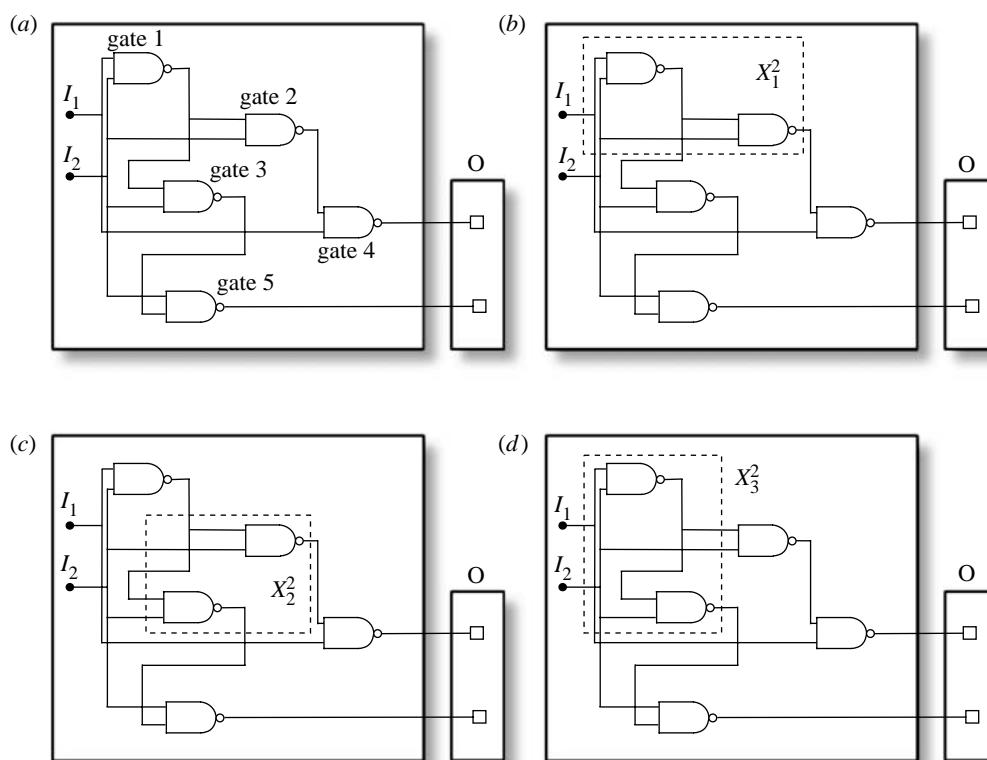 (a)
gate 1
I₁
gate 2
I₂
gate 3
O
gate 4
gate 5
(b)
X₁²
I₁
I₂
O
(c)
I₁
I₂
X₂²
O
(d)
X₃²
I₁
I₂
O